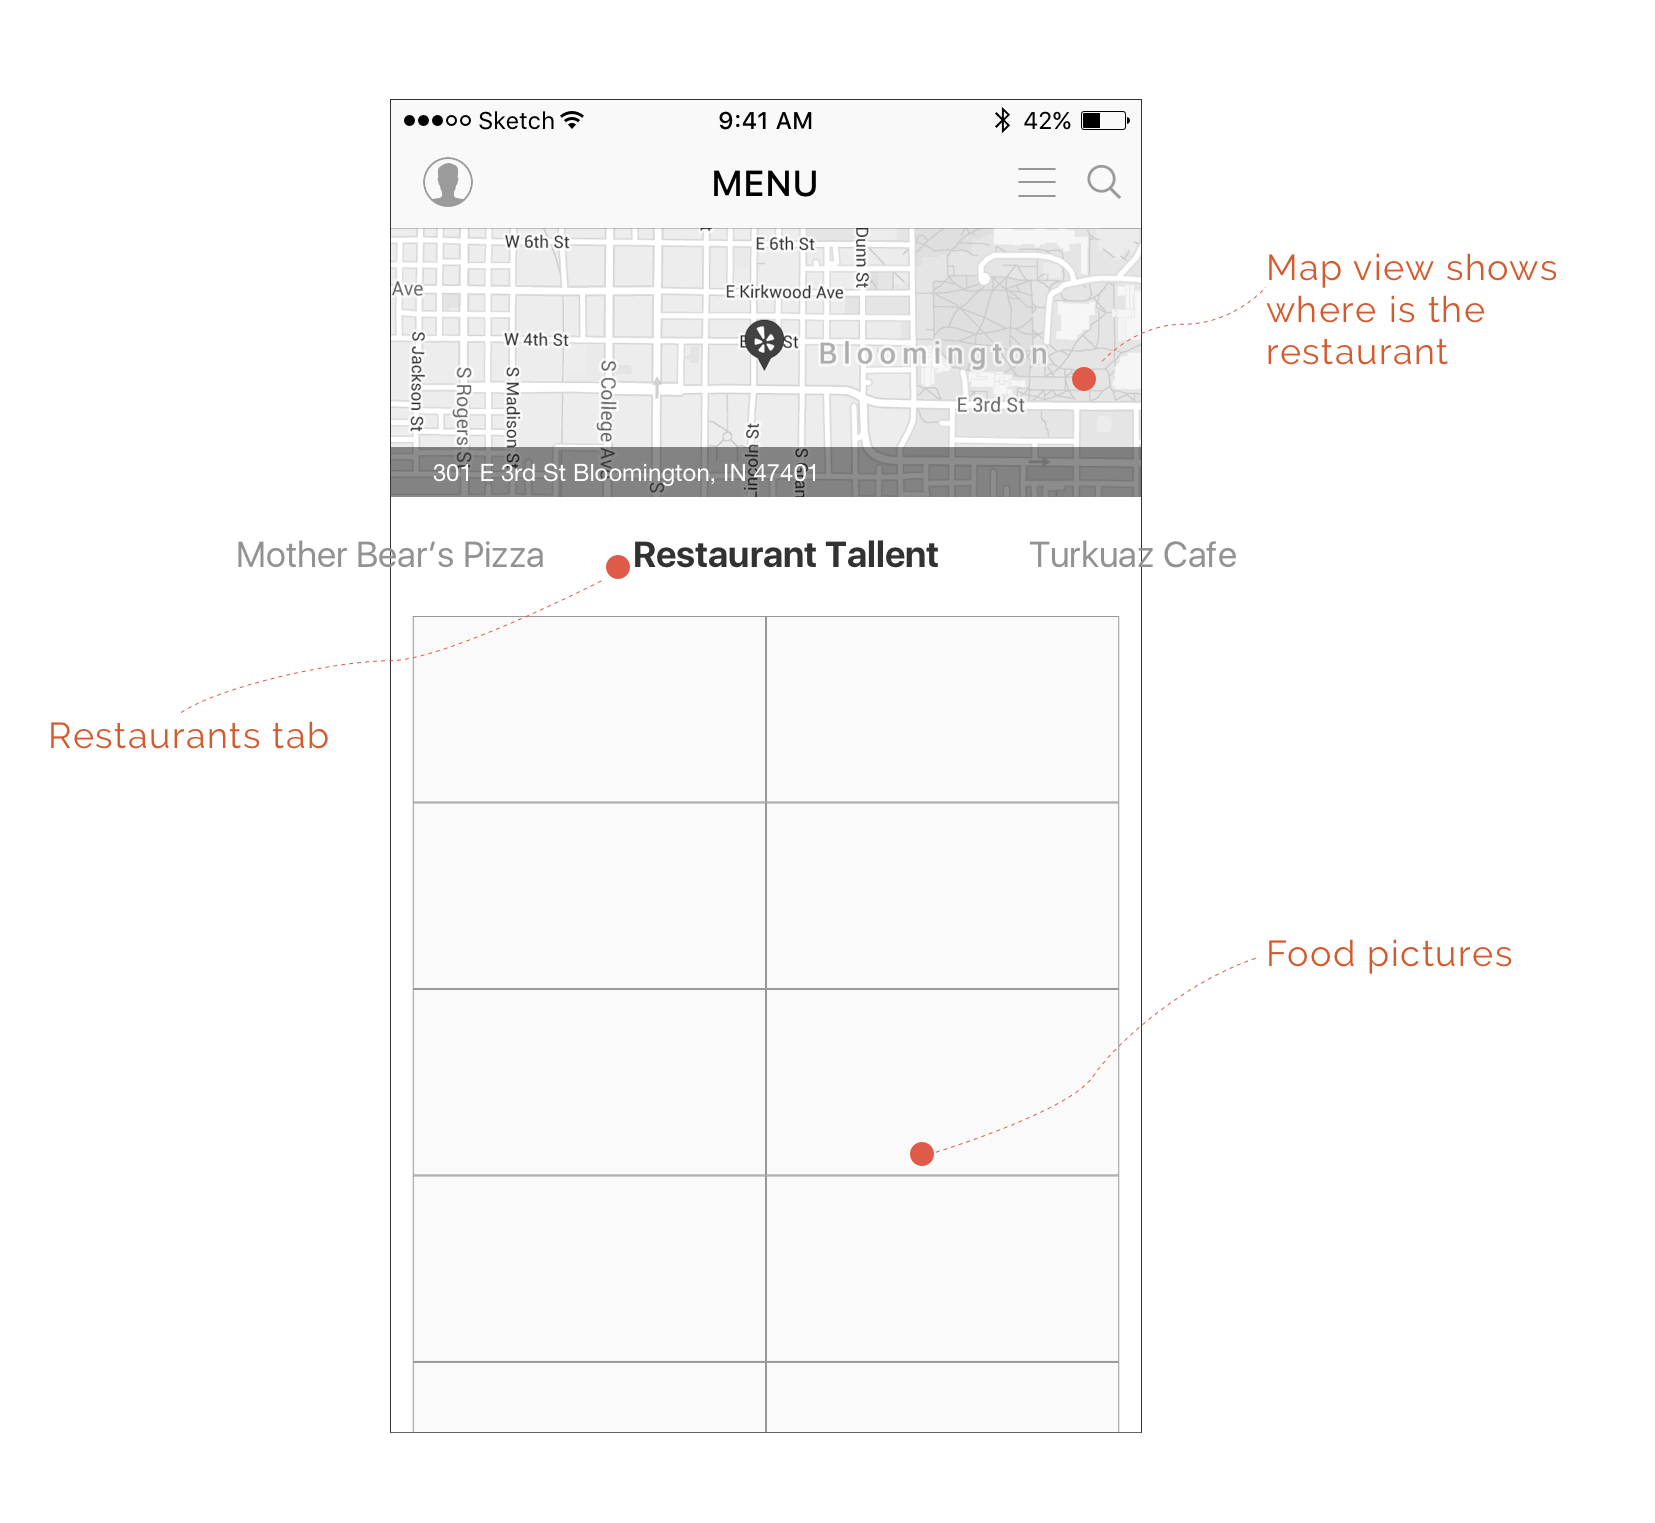 Sketch 9:41 AM 42%
MENU
W 6th St
E 6th St
Dunn St
Ave
E Kirkwood Ave
S Jackson St
W 4th St
St
Bloomington
S Rogers St
S Madison St
S College Ave
E 3rd St
S Lincoln St
301 E 3rd St Bloomington, IN 47401
Mother Bear’s Pizza
Restaurant Tallent
Turkuaz Cafe
Map view shows
where is the
restaurant
Restaurants tab
Food pictures